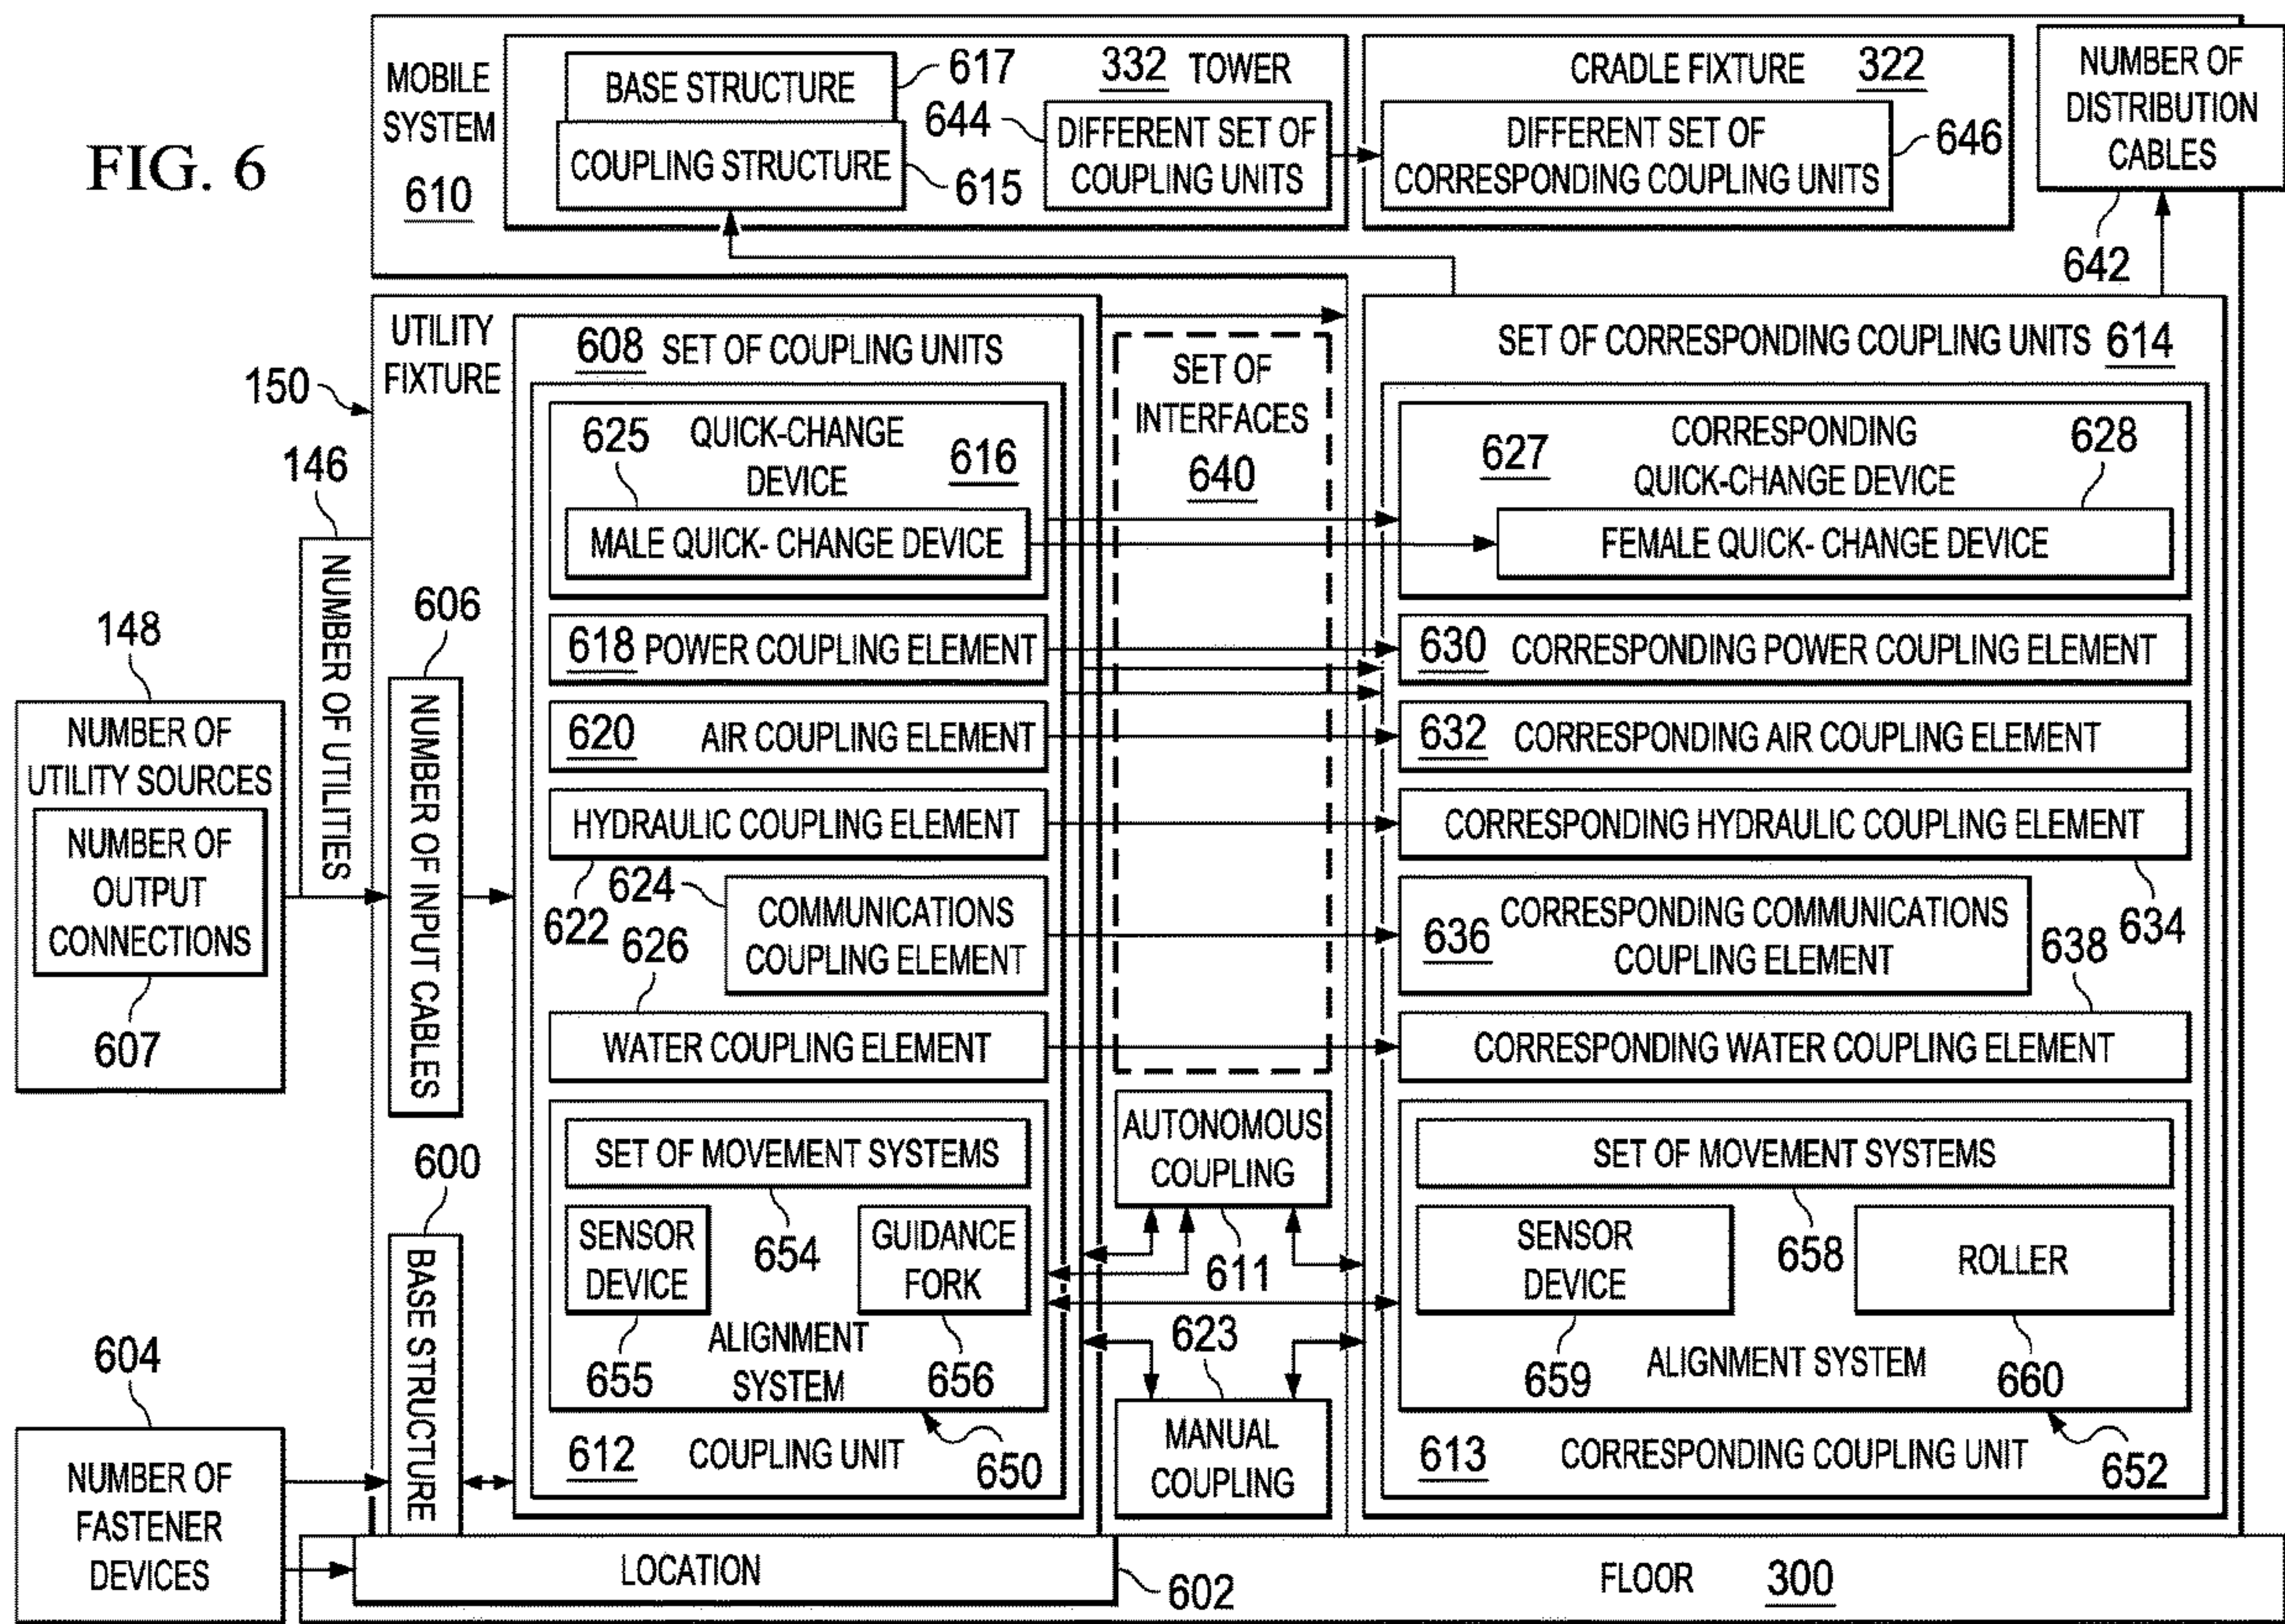 FIG. 6
MOBILE
SYSTEM
610
BASE STRUCTURE
617
COUPLING STRUCTURE
615
332 TOWER
644
DIFFERENT SET OF
COUPLING UNITS
CRADLE FIXTURE 322
DIFFERENT SET OF
CORRESPONDING COUPLING UNITS
646
NUMBER OF
DISTRIBUTION
CABLES
642
UTILITY
FIXTURE
150
146
NUMBER OF UTILITIES
148
NUMBER OF
UTILITY SOURCES
NUMBER OF
OUTPUT
CONNECTIONS
607
606
NUMBER OF INPUT CABLES
600
BASE STRUCTURE
604
NUMBER OF
FASTENER
DEVICES
608 SET OF COUPLING UNITS
625
QUICK-CHANGE
DEVICE
616
MALE QUICK- CHANGE DEVICE
618 POWER COUPLING ELEMENT
620 AIR COUPLING ELEMENT
HYDRAULIC COUPLING ELEMENT
622
624
COMMUNICATIONS
COUPLING ELEMENT
626
WATER COUPLING ELEMENT
SET OF MOVEMENT SYSTEMS
654
SENSOR
DEVICE
655
GUIDANCE
FORK
656
ALIGNMENT
SYSTEM
650
612 COUPLING UNIT
SET OF
INTERFACES
640
AUTONOMOUS
COUPLING
611
623
MANUAL
COUPLING
SET OF CORRESPONDING COUPLING UNITS 614
627
CORRESPONDING
QUICK-CHANGE DEVICE
628
FEMALE QUICK- CHANGE DEVICE
630 CORRESPONDING POWER COUPLING ELEMENT
632 CORRESPONDING AIR COUPLING ELEMENT
CORRESPONDING HYDRAULIC COUPLING ELEMENT
634
636
CORRESPONDING COMMUNICATIONS
COUPLING ELEMENT
638
CORRESPONDING WATER COUPLING ELEMENT
SET OF MOVEMENT SYSTEMS
658
SENSOR
DEVICE
659
ROLLER
660
ALIGNMENT SYSTEM
652
613 CORRESPONDING COUPLING UNIT
LOCATION
602
FLOOR 300